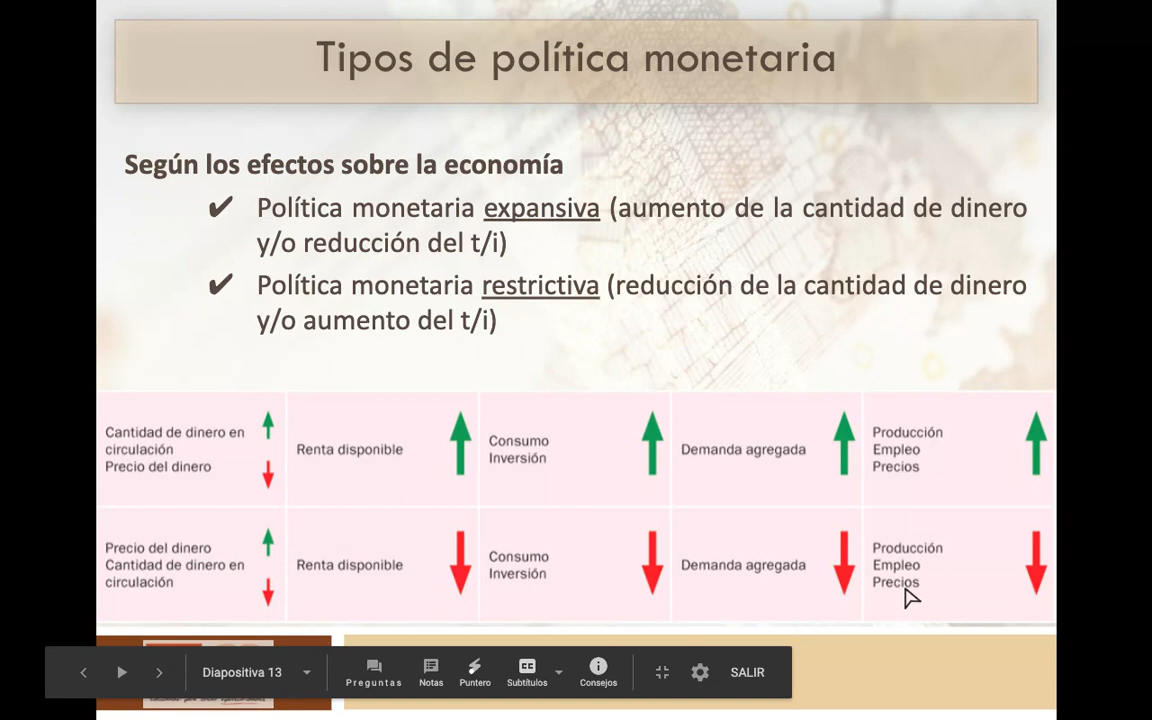 Tipos de política monetaria
Según los efectos sobre la economía
✔ Política monetaria expansiva (aumento de la cantidad de dinero
y/o reducción del t/i)
✔ Política monetaria restrictiva (reducción de la cantidad de dinero
y/o aumento del t/i)
Cantidad de dinero en
circulación
Precio del dinero
Renta disponible
Consumo
Inversión
Demanda agregada
Producción
Empleo
Precios
Precio del dinero
Cantidad de dinero en
circulación
Renta disponible
Consumo
Inversión
Demanda agregada
Producción
Empleo
Precios
Diapositiva 13
Preguntas
Notas
Puntero
CC
Subtítulos
Consejos
SALIR